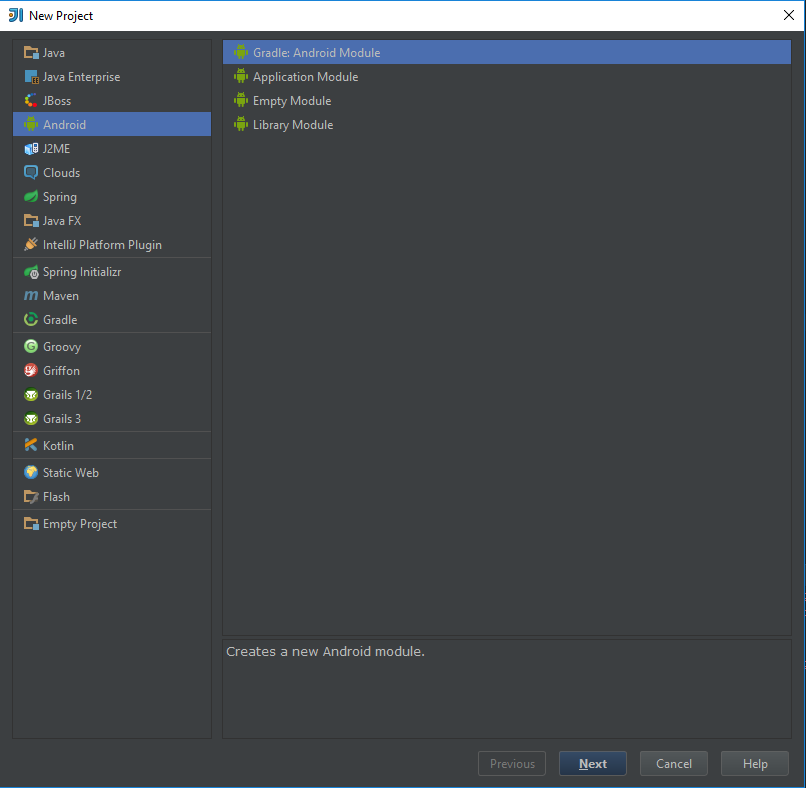 New Project
Java
Java Enterprise
JBoss
Android
J2ME
Clouds
Spring
Java FX
IntelliJ Platform Plugin
Spring Initializr
Maven
Gradle
Groovy
Griffon
Grails 1/2
Grails 3
Kotlin
Static Web
Flash
Empty Project
Gradle: Android Module
Application Module
Empty Module
Library Module
Creates a new Android module.
Previous
Next
Cancel
Help